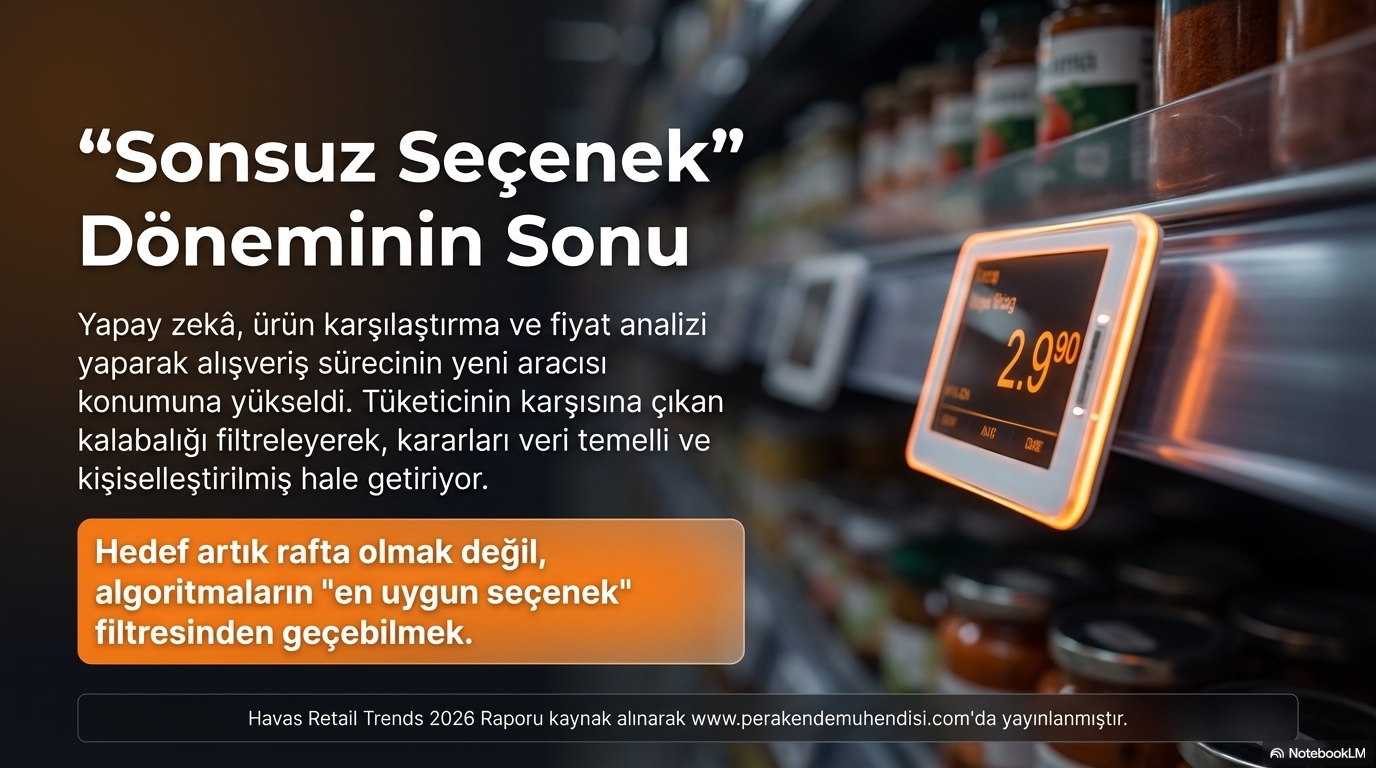 “Sonsuz Seçenek”
Döneminin Sonu
Yapay zekâ, ürün karşılaştırma ve fiyat analizi
yaparak alışveriş sürecinin yeni aracısı
konumuna yükseldi. Tüketicinin karşısına çıkan
kalabalığı filtreleyerek, kararları veri temelli ve
kişiselleştirilmiş hale getiriyor.
Hedef artık rafta olmak değil,
algoritmaların "en uygun seçenek"
filtresinden geçebilmek.
2.990
Havas Retail Trends 2026 Raporu kaynak alınarak www.perakendemuhendisi.com'da yayınlanmıştır.
NotebookLM